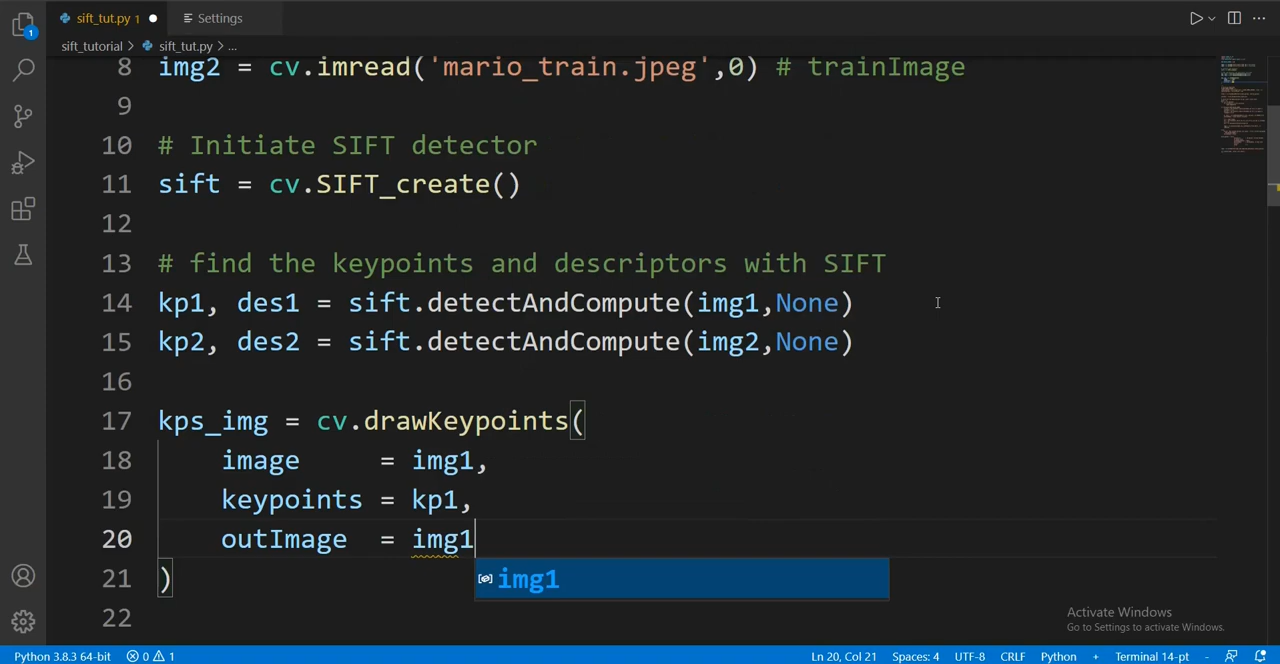 sift_tut.py 1
Settings
sift_tutorial > sift_tut.py > ...
8 img2 = cv.imread('mario_train.jpeg',0) # trainImage
9
10 # Initiate SIFT detector
11 sift = cv.SIFT_create()
12
13 # find the keypoints and descriptors with SIFT
14 kp1, des1 = sift.detectAndCompute(img1,None)
15 kp2, des2 = sift.detectAndCompute(img2,None)
16
17 kps_img = cv.drawKeypoints(
18 image = img1,
19 keypoints = kp1,
20 outImage = img1
21 )
img1
22
1
Activate Windows
Go to Settings to activate Windows.
Python 3.8.3 64-bit 0 1 Ln 20, Col 21 Spaces: 4 UTF-8 CRLF Python + Terminal 14-pt -